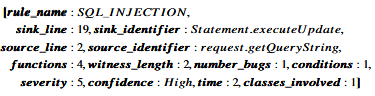 [rule_name : SQL_INJECTION,
sink_line : 19, sink_identifier : Statement.executeUpdate,
source_line : 2, source_identifier : request.getQueryString,
functions : 4, witness_length : 2, number_bugs : 1, conditions : 1,
severity : 5, confidence : High, time : 2, classes_involved : 1]